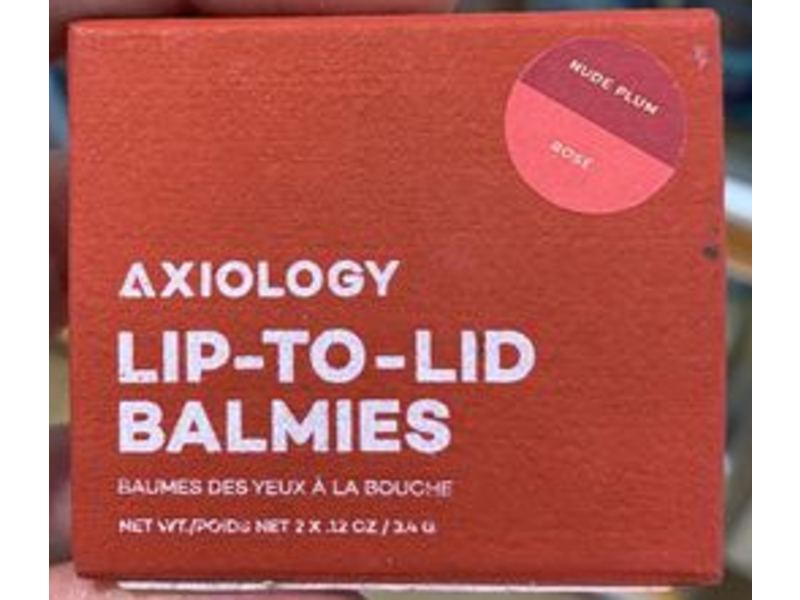 NUDE PLUM
ROSE
AXIOLOGY
LIP-TO-LID
BALMIES
BAUMES DES YEUX À LA BOUCHE
NET WT./POIDS NET 2 X .12 OZ / 3.4 G